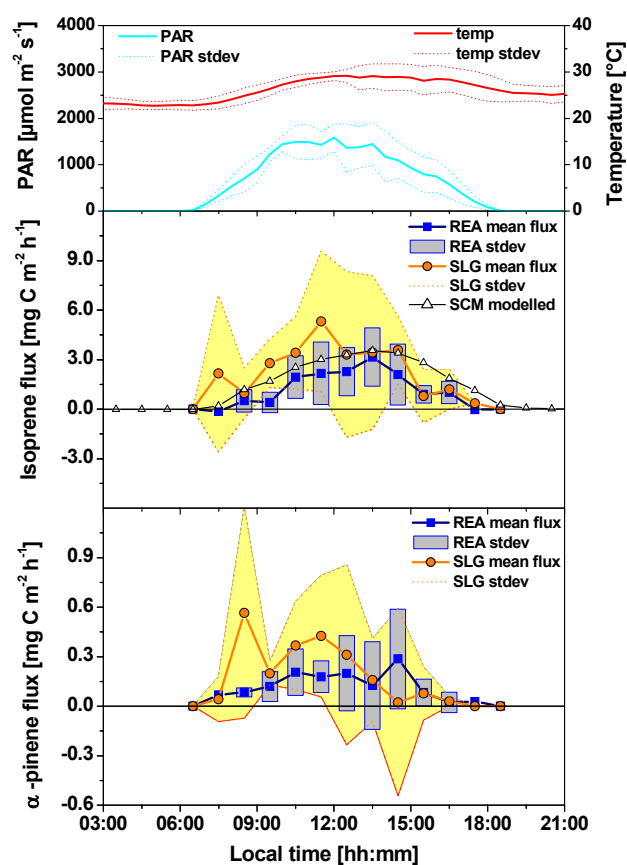 PAR
PAR stdev
temp
temp stdev
4000
3000
2000
1000
0
40
30
20
10
0
PAR [µmol m⁻² s⁻¹]
Temperature [°C]
REA mean flux
REA stdev
SLG mean flux
SLG stdev
SCM modelled
9.0
6.0
3.0
0.0
-3.0
Isoprene flux [mg C m⁻² h⁻¹]
REA mean flux
REA stdev
SLG mean flux
SLG stdev
0.9
0.6
0.3
0.0
-0.3
-0.6
α -pinene flux [mg C m⁻² h⁻¹]
03:00 06:00 09:00 12:00 15:00 18:00 21:00
Local time [hh:mm]